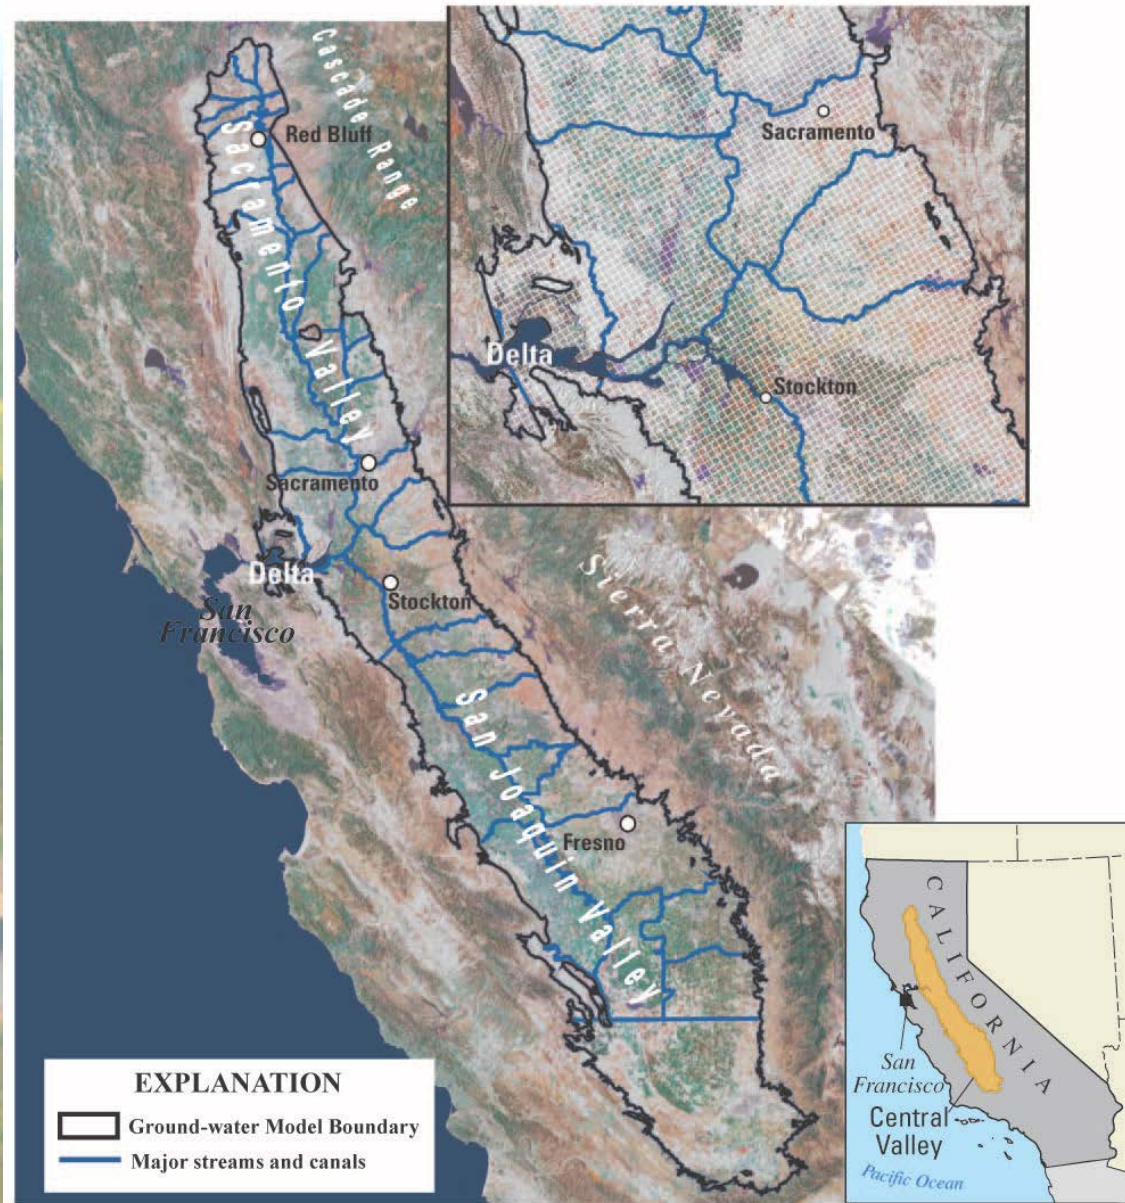 Cascade Range
Red Bluff
Sacramento Valley
Sacramento
Delta
San
Francisco
Stockton
Sierra Nevada
San Joaquin Valley
Fresno
Sacramento
Delta
Stockton
EXPLANATION
Ground-water Model Boundary
Major streams and canals
CALIFORNIA
San
Francisco
Central
Valley
Pacific Ocean